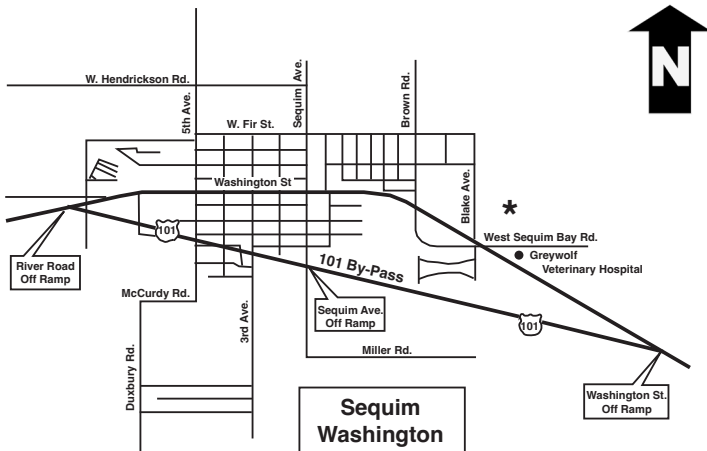 N
Sequim Ave.
Brown Rd.
W. Hendrickson Rd.
5th Ave.
W. Fir St.
Washington St
Blake Ave.
*
West Sequim Bay Rd.
Greywolf
Veterinary Hospital
101
River Road
Off Ramp
101 By-Pass
McCurdy Rd.
3rd Ave.
Sequim Ave.
Off Ramp
101
Miller Rd.
Duxbury Rd.
Washington St.
Off Ramp
Sequim
Washington